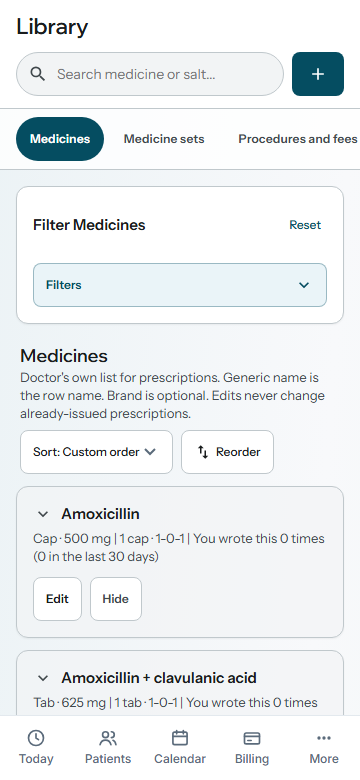 Library
Search medicine or salt...
+
Medicines
Medicine sets
Procedures and fees
Filter Medicines
Reset
Filters
Medicines
Doctor's own list for prescriptions. Generic name is
the row name. Brand is optional. Edits never change
already-issued prescriptions.
Sort: Custom order
Reorder
Amoxicillin
Cap · 500 mg | 1 cap · 1-0-1 | You wrote this 0 times
(0 in the last 30 days)
Edit
Hide
Amoxicillin + clavulanic acid
Tab · 625 mg | 1 tab · 1-0-1 | You wrote this 0 times
Today
Patients
Calendar
Billing
More